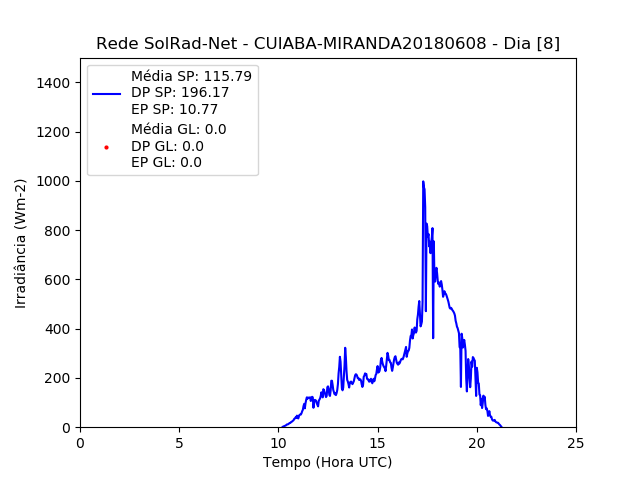 Rede SolRad-Net - CUIABA-MIRANDA20180608 - Dia [8]
Média SP: 115.79
DP SP: 196.17
EP SP: 10.77
Média GL: 0.0
DP GL: 0.0
EP GL: 0.0
1400
1200
1000
800
600
400
200
0
Irradiância (Wm-2)
0 5 10 15 20 25
Tempo (Hora UTC)